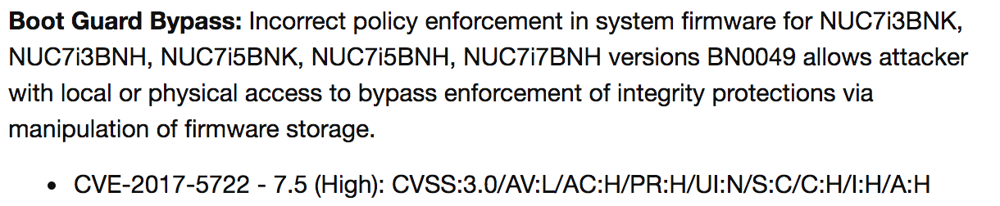 Boot Guard Bypass: Incorrect policy enforcement in system firmware for NUC7i3BNK,
NUC7i3BNH, NUC7i5BNK, NUC7i5BNH, NUC7i7BNH versions BN0049 allows attacker
with local or physical access to bypass enforcement of integrity protections via
manipulation of firmware storage.
• CVE-2017-5722 - 7.5 (High): CVSS:3.0/AV:L/AC:H/PR:H/UI:N/S:C/C:H/I:H/A:H